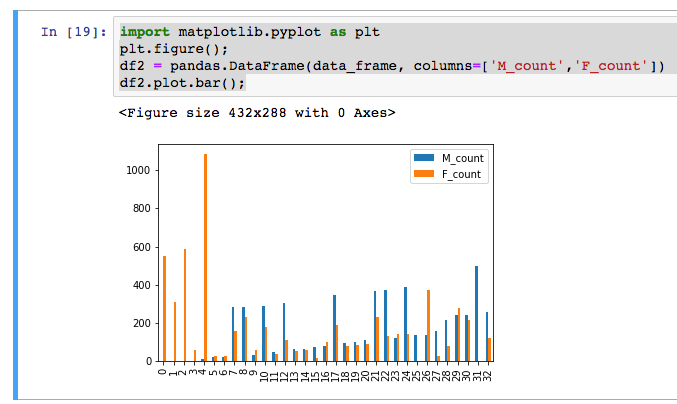 In [19]: import matplotlib.pyplot as plt
plt.figure();
df2 = pandas.DataFrame(data_frame, columns=['M_count','F_count'])
df2.plot.bar();
<Figure size 432x288 with 0 Axes>
M_count
F_count
1000
800
600
400
200
0
0 1 2 3 4 5 6 7 8 9 10 11 12 13 14 15 16 17 18 19 20 21 22 23 24 25 26 27 28 29 30 31 32